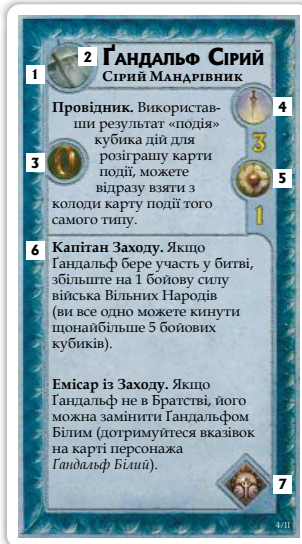 2 ҐАНДАЛЬФ СІРИЙ
1 СІРИЙ МАНДРІВНИК
Провідник. Використав-
ши результат «подія»
кубика дій для
розіграшу карти
події, можете
відразу взяти з
колоди карту події того
самого типу.
4
3
3
5
1
6 Капітан Заходу. Якщо
Ґандальф бере участь у битві,
збільште на 1 бойову силу
війська Вільних Народів
(ви все одно можете кинути
щонайбільше 5 бойових
кубиків).
Емісар із Заходу. Якщо
Ґандальф не в Братстві, його
можна замінити Ґандальфом
Білим (дотримуйтеся вказівок
на карті персонажа
Ґандальф Білий).
7
4/11